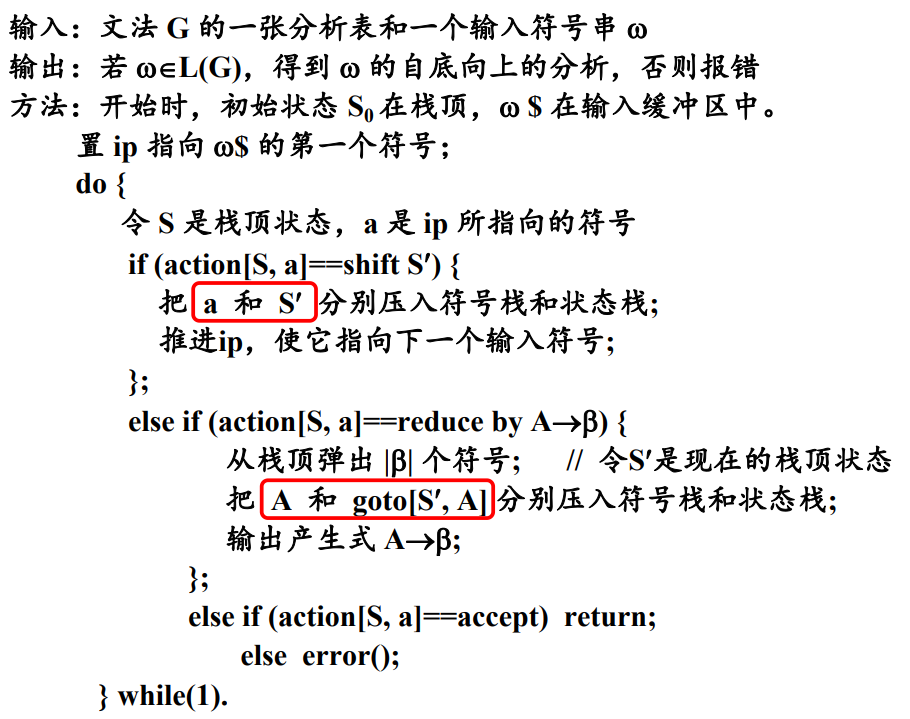 输入：文法 G 的一张分析表和一个输入符号串 ω
输出：若 ω∈L(G)，得到 ω 的自底向上的分析，否则报错
方法：开始时，初始状态 S₀ 在栈顶，ω $ 在输入缓冲区中。
置 ip 指向 ω$ 的第一个符号；
do {
令 S 是栈顶状态，a 是 ip 所指向的符号
if (action[S, a]==shift S′) {
把 a 和 S′ 分别压入符号栈和状态栈;
推进ip，使它指向下一个输入符号;
};
else if (action[S, a]==reduce by A→β) {
从栈顶弹出 |β| 个符号; // 令S′是现在的栈顶状态
把 A 和 goto[S′, A] 分别压入符号栈和状态栈;
输出产生式 A→β;
};
else if (action[S, a]==accept) return;
else error();
} while(1).